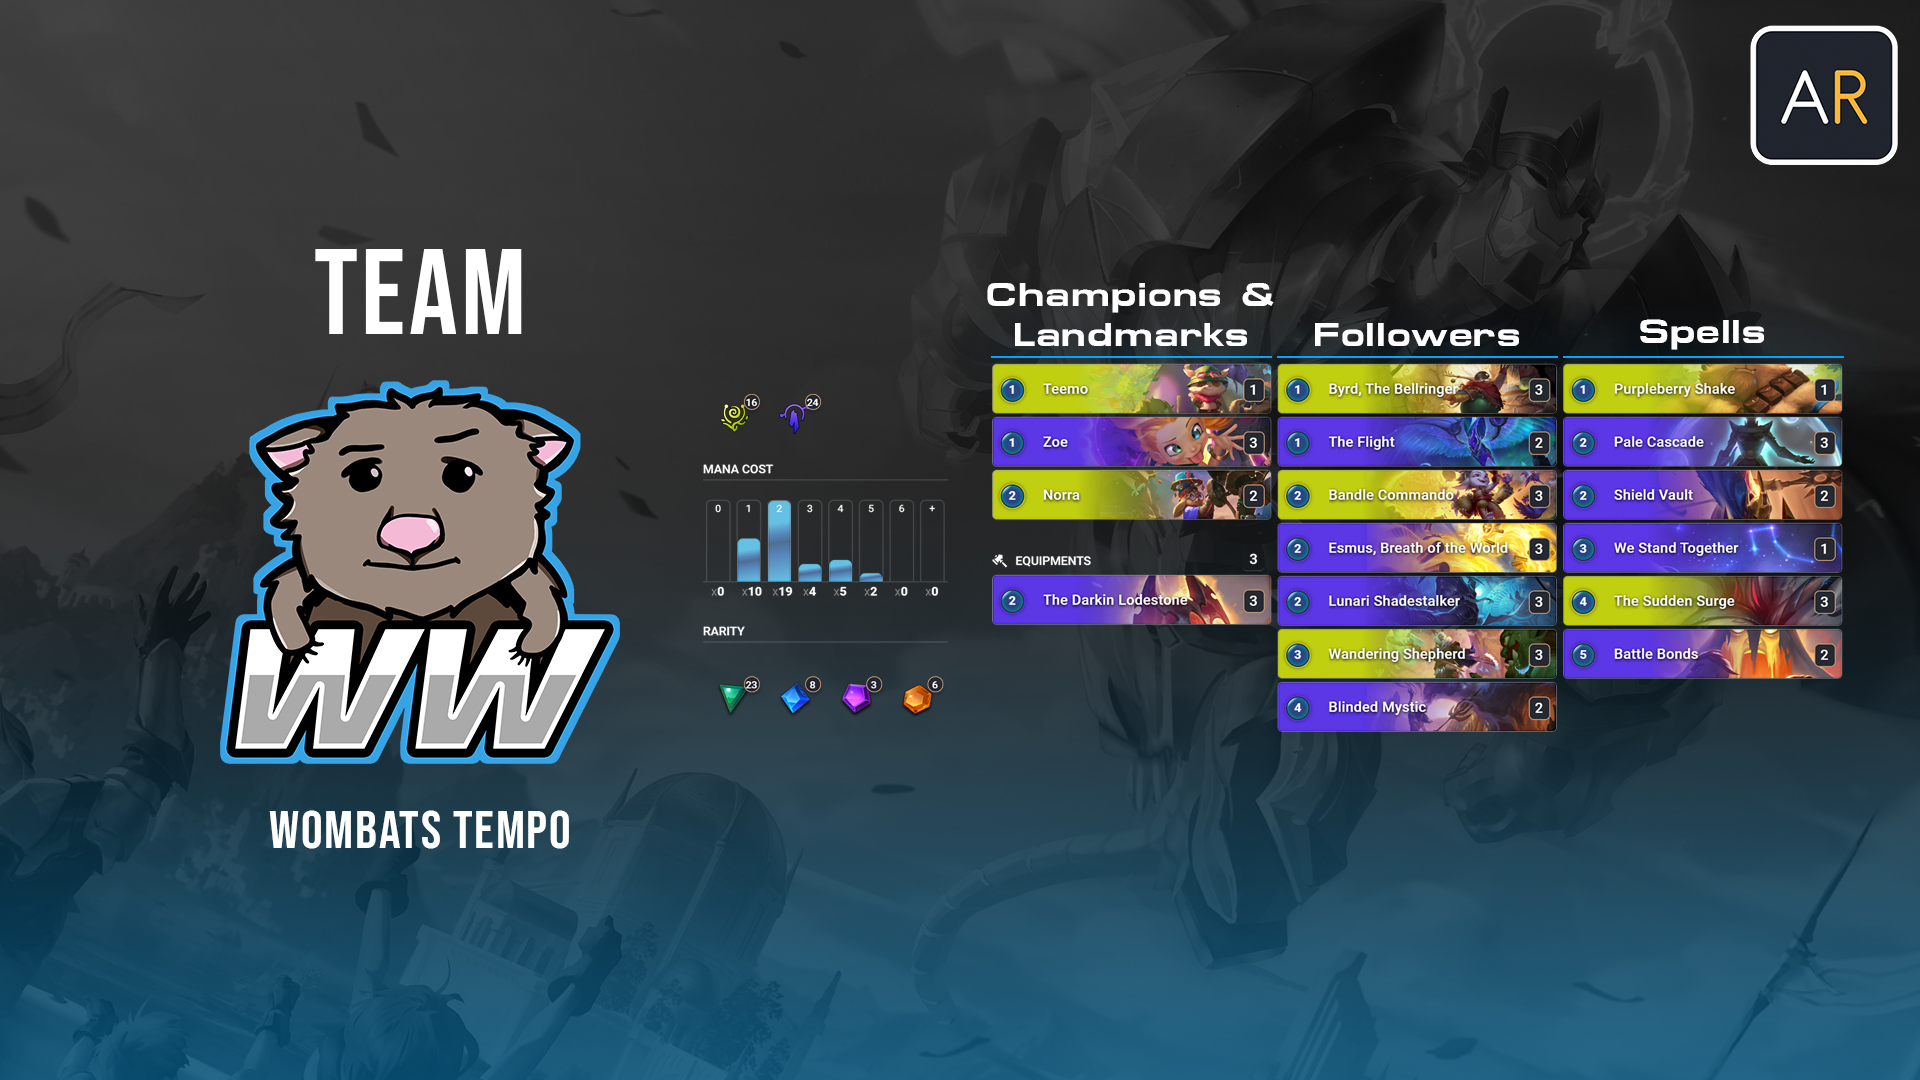 AR
TEAM
WW
WOMBATS TEMPO
16 24
MANA COST
0 1 2 3 4 5 6 +
x0 x10 x19 x4 x5 x2 x0 x0
RARITY
23 8 3 6
Champions &
Landmarks
1 Teemo 1
1 Zoe 3
2 Norra 2
EQUIPMENTS 3
2 The Darkin Lodestone 3
Followers
1 Byrd, The Bellringer 3
1 The Flight 2
2 Bandle Commando 3
2 Esmus, Breath of the World 3
2 Lunari Shadestalker 3
3 Wandering Shepherd 3
4 Blinded Mystic 2
Spells
1 Purpleberry Shake 1
2 Pale Cascade 3
2 Shield Vault 2
3 We Stand Together 1
4 The Sudden Surge 3
5 Battle Bonds 2